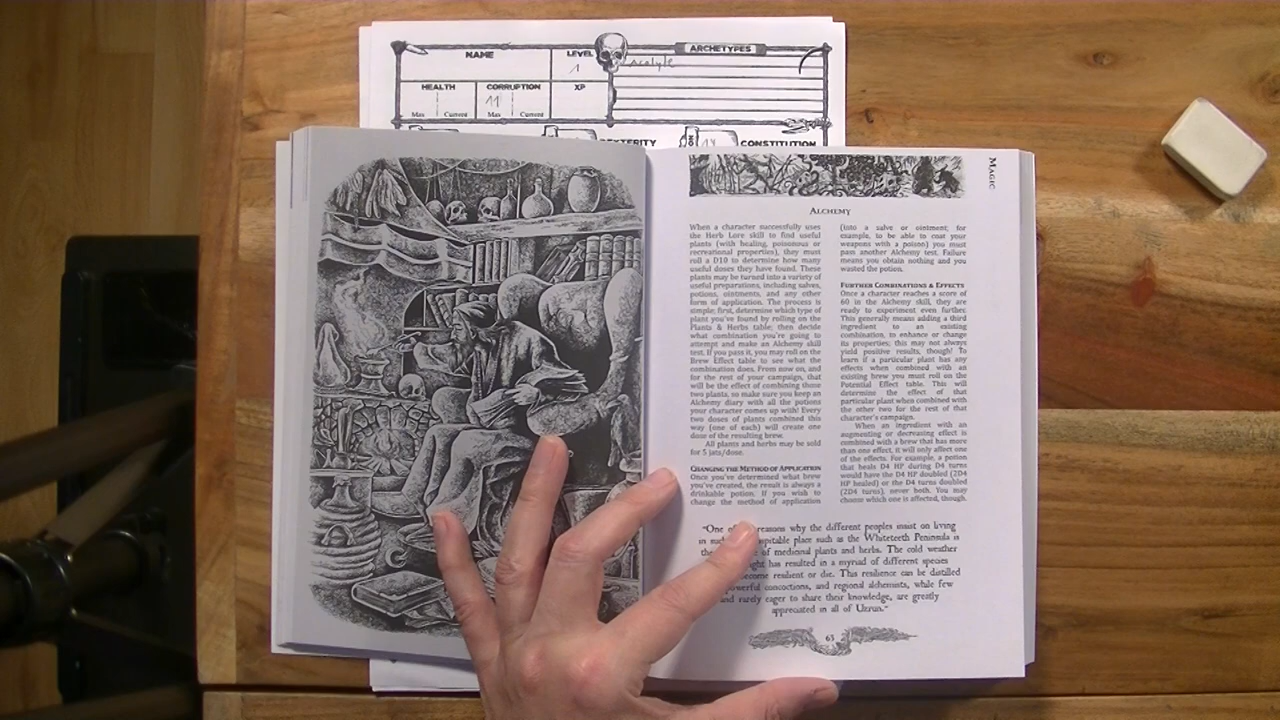 NAME
LEVEL
1
ARCHETYPES
Acolyte
HEALTH
CORRUPTION
XP
11
Max
Current
Max
Current
DEXTERITY
14
CONSTITUTION
MAGIC
ALCHEMY
When a character successfully uses
the Herb Lore skill to find useful
plants (with healing, poisonous or
recreational properties), they must
roll a D10 to determine how many
useful doses they have found. These
plants may be turned into a variety of
useful preparations, including salves,
potions, ointments, and any other
form of application. The process is
simple; first, determine which type of
plant you've found by rolling on the
Plants & Herbs table; then decide
what combination you're going to
attempt and make an Alchemy skill
test. If you pass it, you may roll on the
Brew Effect table to see what the
combination does. From now on, and
for the rest of your campaign, that
will be the effect of combining those
two plants, so make sure you keep an
Alchemy diary with all the potions
your character comes up with! Every
two doses of plants combined this
way (one of each) will create one
dose of the resulting brew.
All plants and herbs may be sold
for 5 jats/dose.
CHANGING THE METHOD OF APPLICATION
Once you've determined what brew
you've created, the result is always a
drinkable potion. If you wish to
change the method of application
(into a salve or ointment; for
example, to be able to coat your
weapons with a poison) you must
pass another Alchemy test. Failure
means you obtain nothing and you
wasted the potion.
FURTHER COMBINATIONS & EFFECTS
Once a character reaches a score of
60 in the Alchemy skill, they are
ready to experiment even further.
This generally means adding a third
ingredient to an existing
combination, to enhance or change
its properties; this may not always
yield positive results, though! To
learn if a particular plant has any
effects when combined with an
existing brew you must roll on the
Potential Effect table. This will
determine the effect of that
particular plant when combined with
the other two for the rest of that
character's campaign.
When an ingredient with an
augmenting or decreasing effect is
combined with a brew that has more
than one effect, it will only affect one
of the effects. For example, a potion
that heals D4 HP during D4 turns
would have the D4 HP doubled (2D4
HP healed) or the D4 turns doubled
(2D4 turns), never both. You may
choose which one is affected, though.
"One of reasons why the different peoples insist on living
in place such as the Whiteteeth Peninsula is
the of medicinal plants and herbs. The cold weather
has resulted in a myriad of different species
become resilient or die. This resilience can be distilled
powerful concoctions, and regional alchemists, while few
and rarely eager to share their knowledge, are greatly
appreciated in all of Uzrun."
63